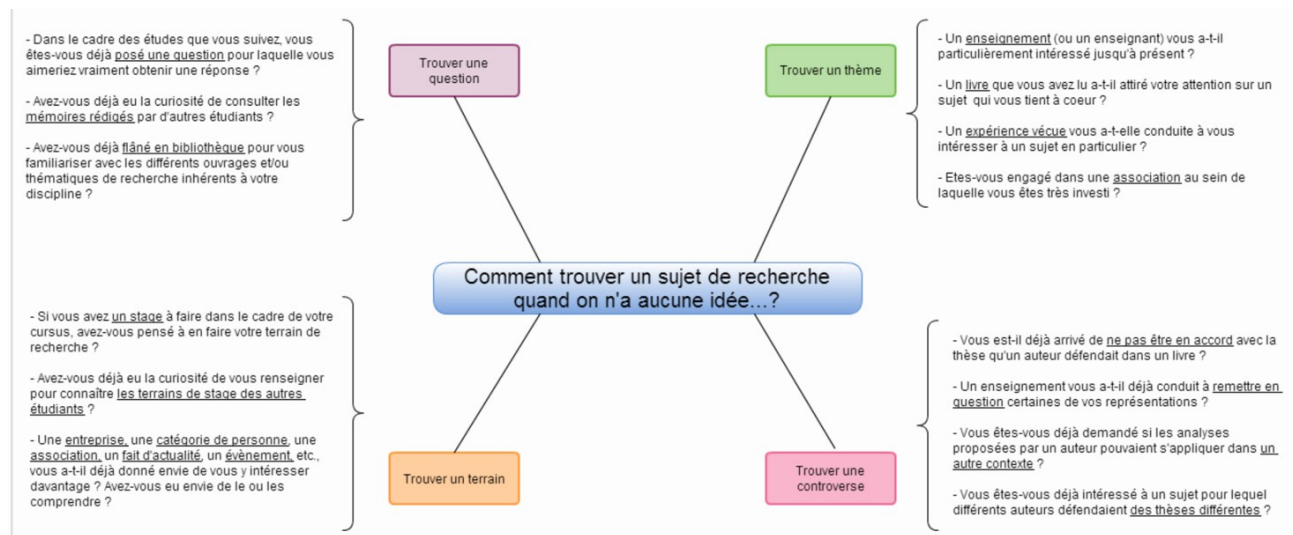 - Dans le cadre des études que vous suivez, vous
êtes-vous déjà posé une question pour laquelle vous
aimeriez vraiment obtenir une réponse ?
- Avez-vous déjà eu la curiosité de consulter les
mémoires rédigés par d'autres étudiants ?
- Avez-vous déjà flâné en bibliothèque pour vous
familiariser avec les différents ouvrages et/ou
thématiques de recherche inhérents à votre
discipline ?
Trouver une
question
Trouver un thème
- Un enseignement (ou un enseignant) vous a-t-il
particulièrement intéressé jusqu'à présent ?
- Un livre que vous avez lu a-t-il attiré votre attention sur un
sujet qui vous tient à coeur ?
- Un expérience vécue vous a-t-elle conduite à vous
intéresser à un sujet en particulier ?
- Etes-vous engagé dans une association au sein de
laquelle vous êtes très investi ?
Comment trouver un sujet de recherche
quand on n'a aucune idée...?
- Si vous avez un stage à faire dans le cadre de votre
cursus, avez-vous pensé à en faire votre terrain de
recherche ?
- Avez-vous déjà eu la curiosité de vous renseigner
pour connaître les terrains de stage des autres
étudiants ?
- Une entreprise, une catégorie de personne, une
association, un fait d'actualité, un évènement, etc.,
vous a-t-il déjà donné envie de vous y intéresser
davantage ? Avez-vous eu envie de le ou les
comprendre ?
Trouver un terrain
Trouver une
controverse
- Vous est-il déjà arrivé de ne pas être en accord avec la
thèse qu'un auteur défendait dans un livre ?
- Un enseignement vous a-t-il déjà conduit à remettre en
question certaines de vos représentations ?
- Vous êtes-vous déjà demandé si les analyses
proposées par un auteur pouvaient s'appliquer dans un
autre contexte ?
- Vous êtes-vous déjà intéressé à un sujet pour lequel
différents auteurs défendaient des thèses différentes ?